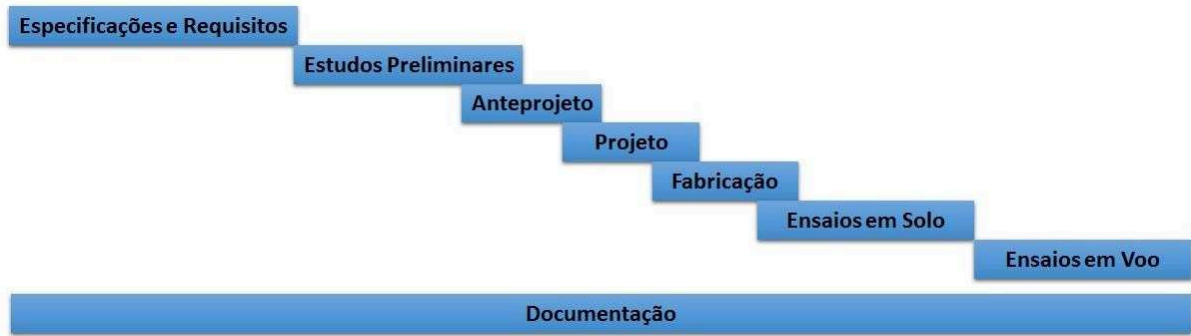 Especificações e Requisitos
Estudos Preliminares
Anteprojeto
Projeto
Fabricação
Ensaios em Solo
Ensaios em Voo
Documentação